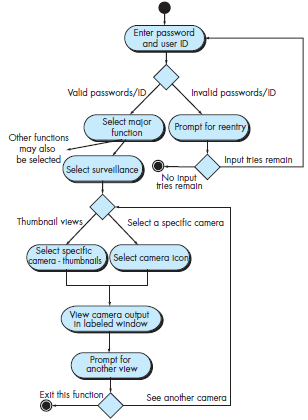 Enter password
and user ID
Valid passwords/ID
Invalid passwords/ID
Select major
function
Prompt for reentry
Other functions
may also
be selected
Input tries remain
Select surveillance
No input
tries remain
Thumbnail views
Select a specific camera
Select specific
camera - thumbnails
Select camera icon
View camera output
in labeled window
Prompt for
another view
Exit this function
See another camera